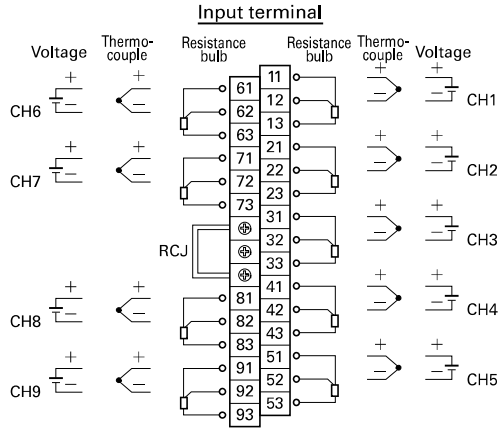 Input terminal
Voltage Thermo-couple Resistance bulb Resistance bulb Thermo-couple Voltage
11
61
12
62
13
63
CH6
CH1
+ − + − + − + −
71
21
72
22
73
23
CH7
CH2
+ − + − + − + −
31
RCJ
32
33
CH3
+ − + −
81
41
82
42
83
43
CH8
CH4
+ − + − + − + −
91
51
92
52
93
53
CH9
CH5
+ − + − + − + −